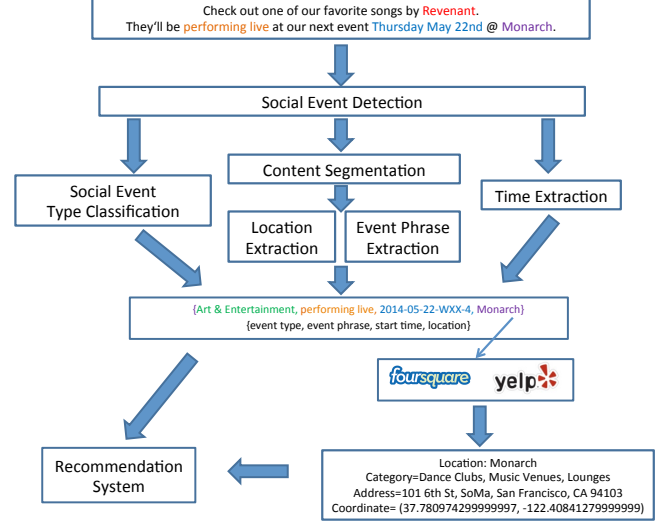 Check out one of our favorite songs by Revenant.
They'll be performing live at our next event Thursday May 22nd @ Monarch.
Social Event Detection
Content Segmentation
Social Event
Type Classification
Time Extraction
Location
Extraction
Event Phrase
Extraction
{Art & Entertainment, performing live, 2014-05-22-WXX-4, Monarch}
{event type, event phrase, start time, location}
foursquare
yelp
Recommendation
System
Location: Monarch
Category=Dance Clubs, Music Venues, Lounges
Address=101 6th St, SoMa, San Francisco, CA 94103
Coordinate= (37.780974299999997, -122.40841279999999)